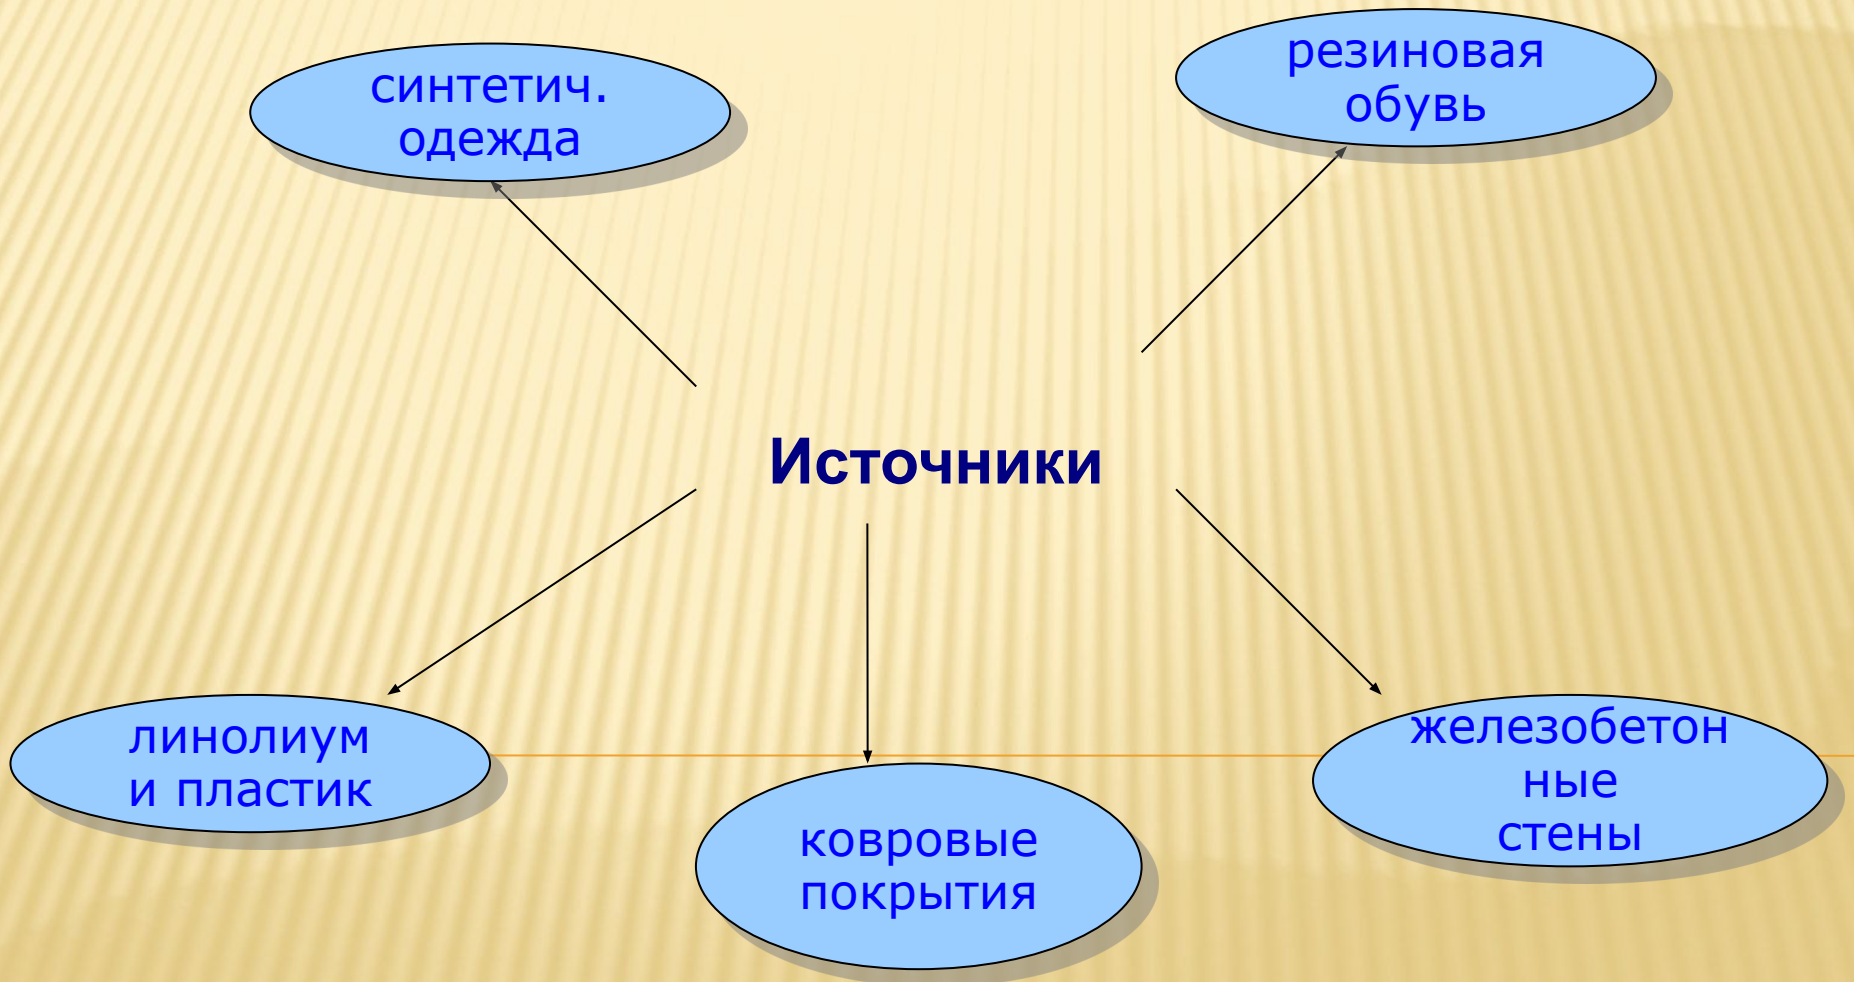 синтетич.
одежда
резиновая
обувь
Источники
линолиум
и пластик
ковровые
покрытия
железобетон
ные
стены